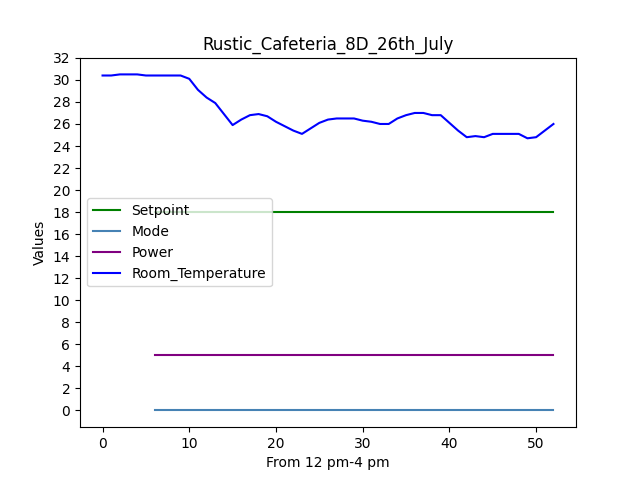 Rustic_Cafeteria_8D_26th_July
32
30
28
26
24
22
20
18
16
14
12
10
8
6
4
2
0
Values
Setpoint
Mode
Power
Room_Temperature
0 10 20 30 40 50
From 12 pm-4 pm